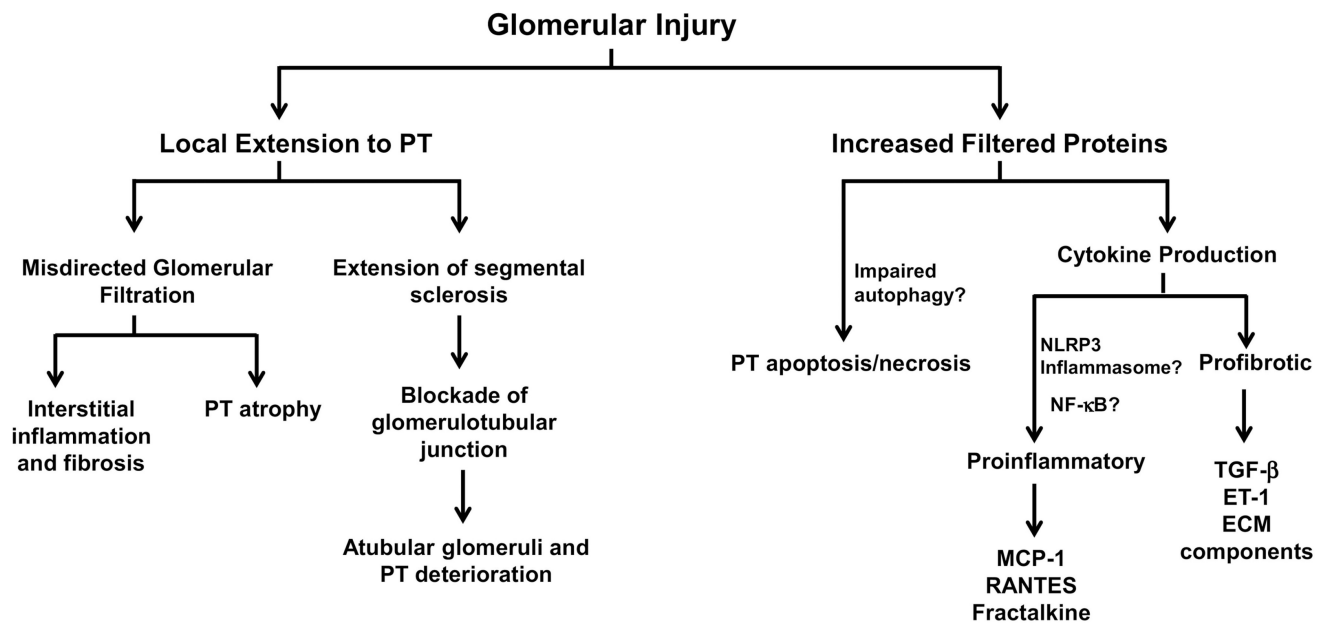 Glomerular Injury
Local Extension to PT
Increased Filtered Proteins
Misdirected Glomerular
Filtration
Extension of segmental
sclerosis
Interstitial
inflammation
and fibrosis
PT atrophy
Blockade of
glomerulotubular
junction
Atubular glomeruli and
PT deterioration
Impaired
autophagy?
PT apoptosis/necrosis
Cytokine Production
NLRP3
Inflammasome?
NF-κB?
Proinflammatory
MCP-1
RANTES
Fractalkine
Profibrotic
TGF-β
ET-1
ECM
components